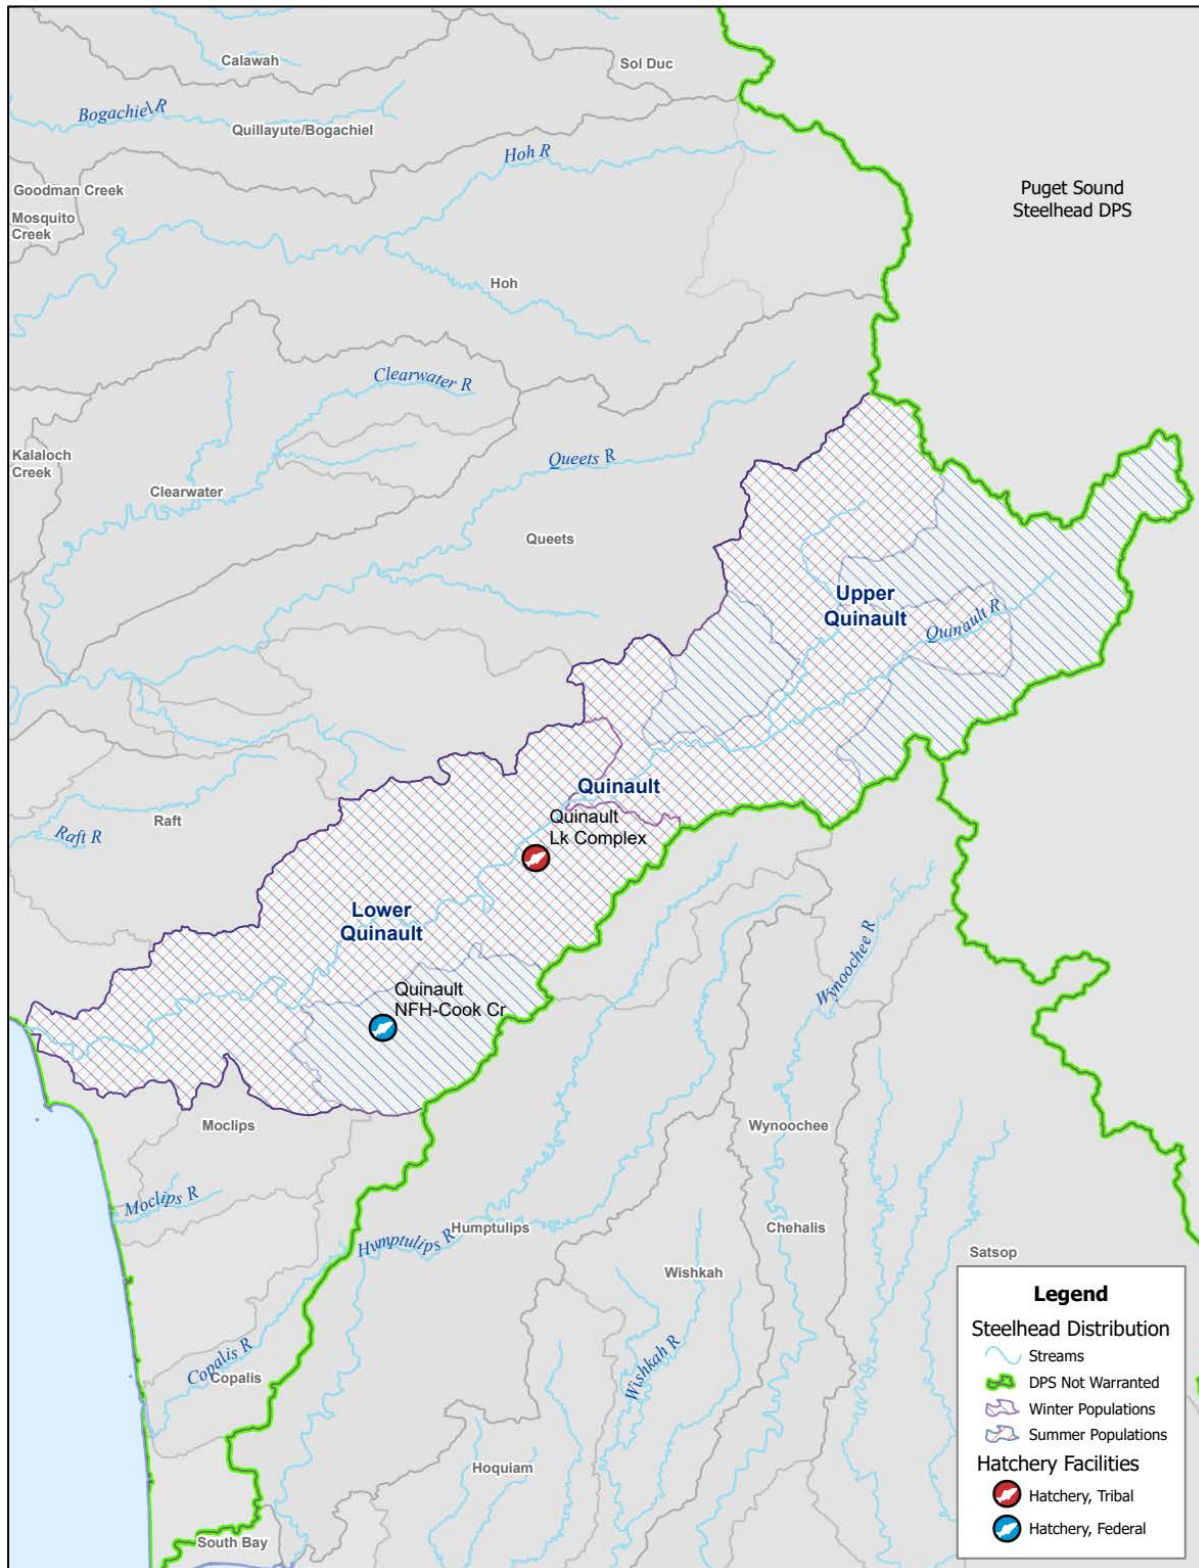 Calawah
Sol Duc
Bogachiel R
Quillayute/Bogachiel
Hoh R
Goodman Creek
Mosquito
Creek
Puget Sound
Steelhead DPS
Hoh
Clearwater R
Kalaloch
Creek
Queets R
Clearwater
Queets
Upper
Quinault
Quinault R
Quinault
Quinault
Lk Complex
Raft
Raft R
Lower
Quinault
Wynoochee R
Quinault
NFH-Cook Cr
Moclips
Wynoochee
Moclips R
Humptulips R
Humptulips
Chehalis
Satsop
Wishkah
Copalis R
Copalis
Wishkah R
Hoquiam
South Bay
Legend
Steelhead Distribution
Streams
DPS Not Warranted
Winter Populations
Summer Populations
Hatchery Facilities
Hatchery, Tribal
Hatchery, Federal